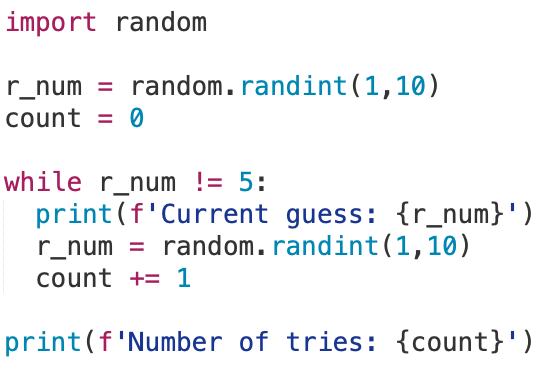 import random

r_num = random.randint(1,10)
count = 0

while r_num != 5:
  print(f'Current guess: {r_num}')
  r_num = random.randint(1,10)
  count += 1

print(f'Number of tries: {count}')